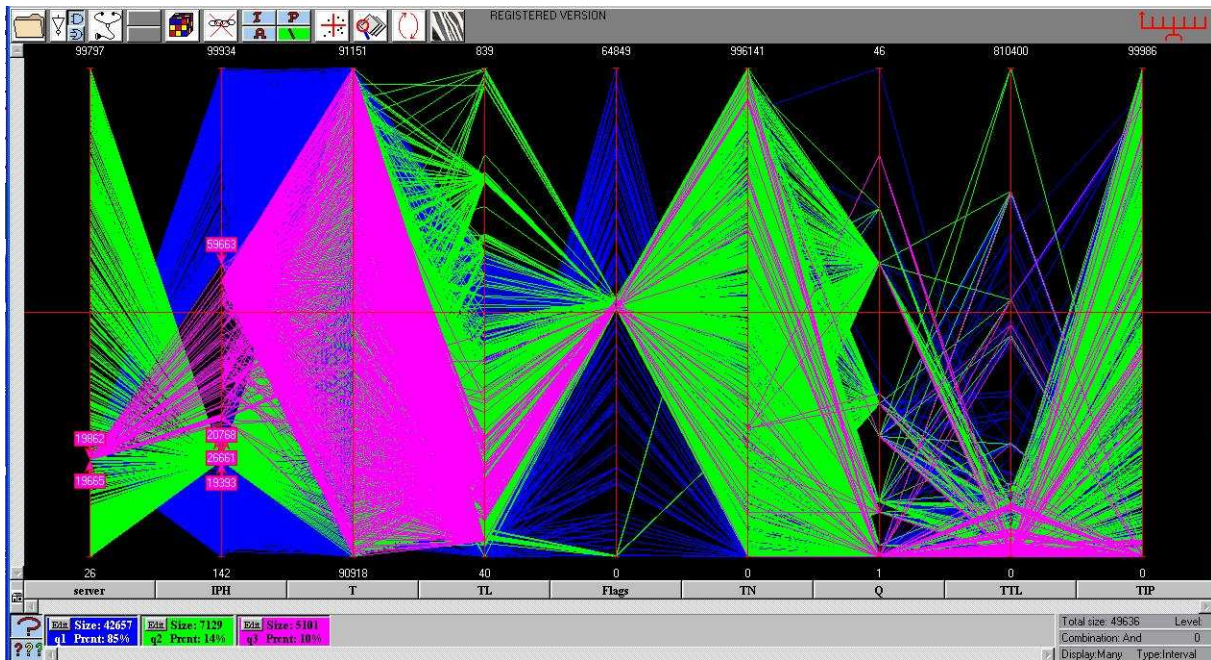 I P
A
REGISTERED VERSION
99797 99934 91151 839 64849 996141 46 810400 99986
59663
19862 20768
26661
19665 19393
26 142 90918 40 0 0 1 0 0
server IPH T TL Flags TN Q TTL TIP
? Edit Size: 42657 Edit Size: 7129 Edit Size: 5101 Total size: 49636 Level:
q1 Prcnt: 85% q2 Prcnt: 14% q3 Prcnt: 10% Combination: And 0
??? Display:Many Type:Interval